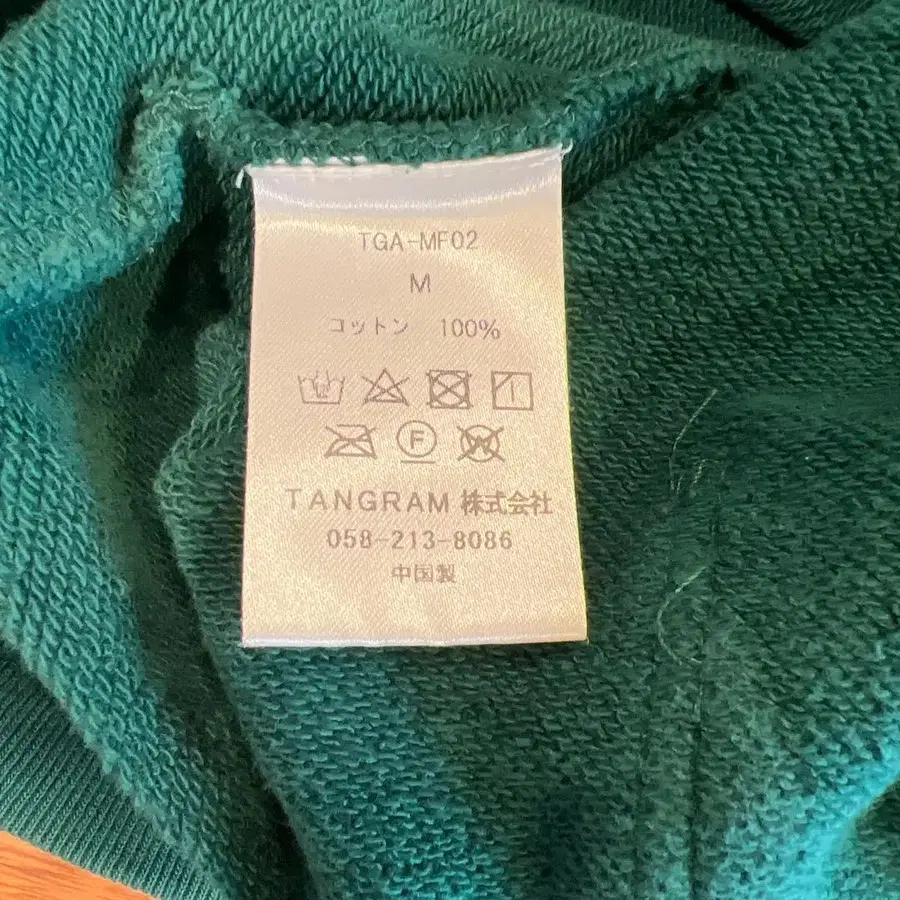 TGA-MF02
M
コットン 100%
F
W
TANGRAM 株式会社
058-213-8086
中国製